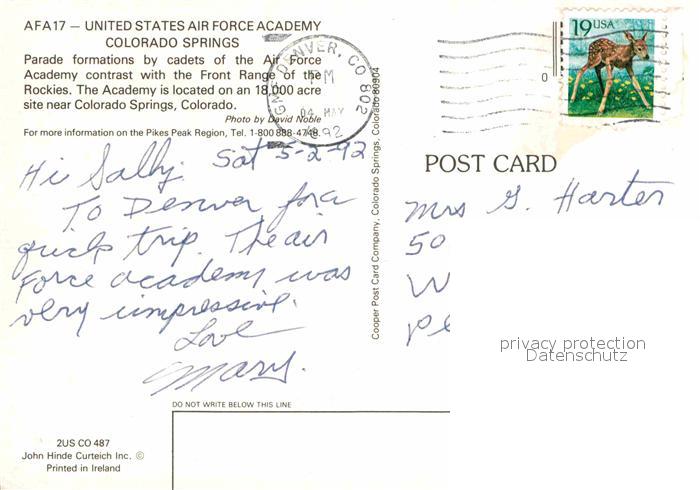 AFA17 — UNITED STATES AIR FORCE ACADEMY
COLORADO SPRINGS
Parade formations by cadets of the Air Force
Academy contrast with the Front Range of the
Rockies. The Academy is located on an 18,000 acre
site near Colorado Springs, Colorado.
Photo by David Noble
For more information on the Pikes Peak Region, Tel. 1-800 888-4748.
Sat 5-2-92
Hi Sally.
To Denver for a
quick trip. The air
Force academy was
very impressive.
Love
Mary.
DO NOT WRITE BELOW THIS LINE
2US CO 487
John Hinde Curteich Inc. ©
Printed in Ireland
Cooper Post Card Company, Colorado Springs, Colorado 80904
DENVER, CO 802
PM
04 MAY
1992
19 USA
0
POST CARD
Mrs G. Harter
50
W
Pe
privacy protection
Datenschutz